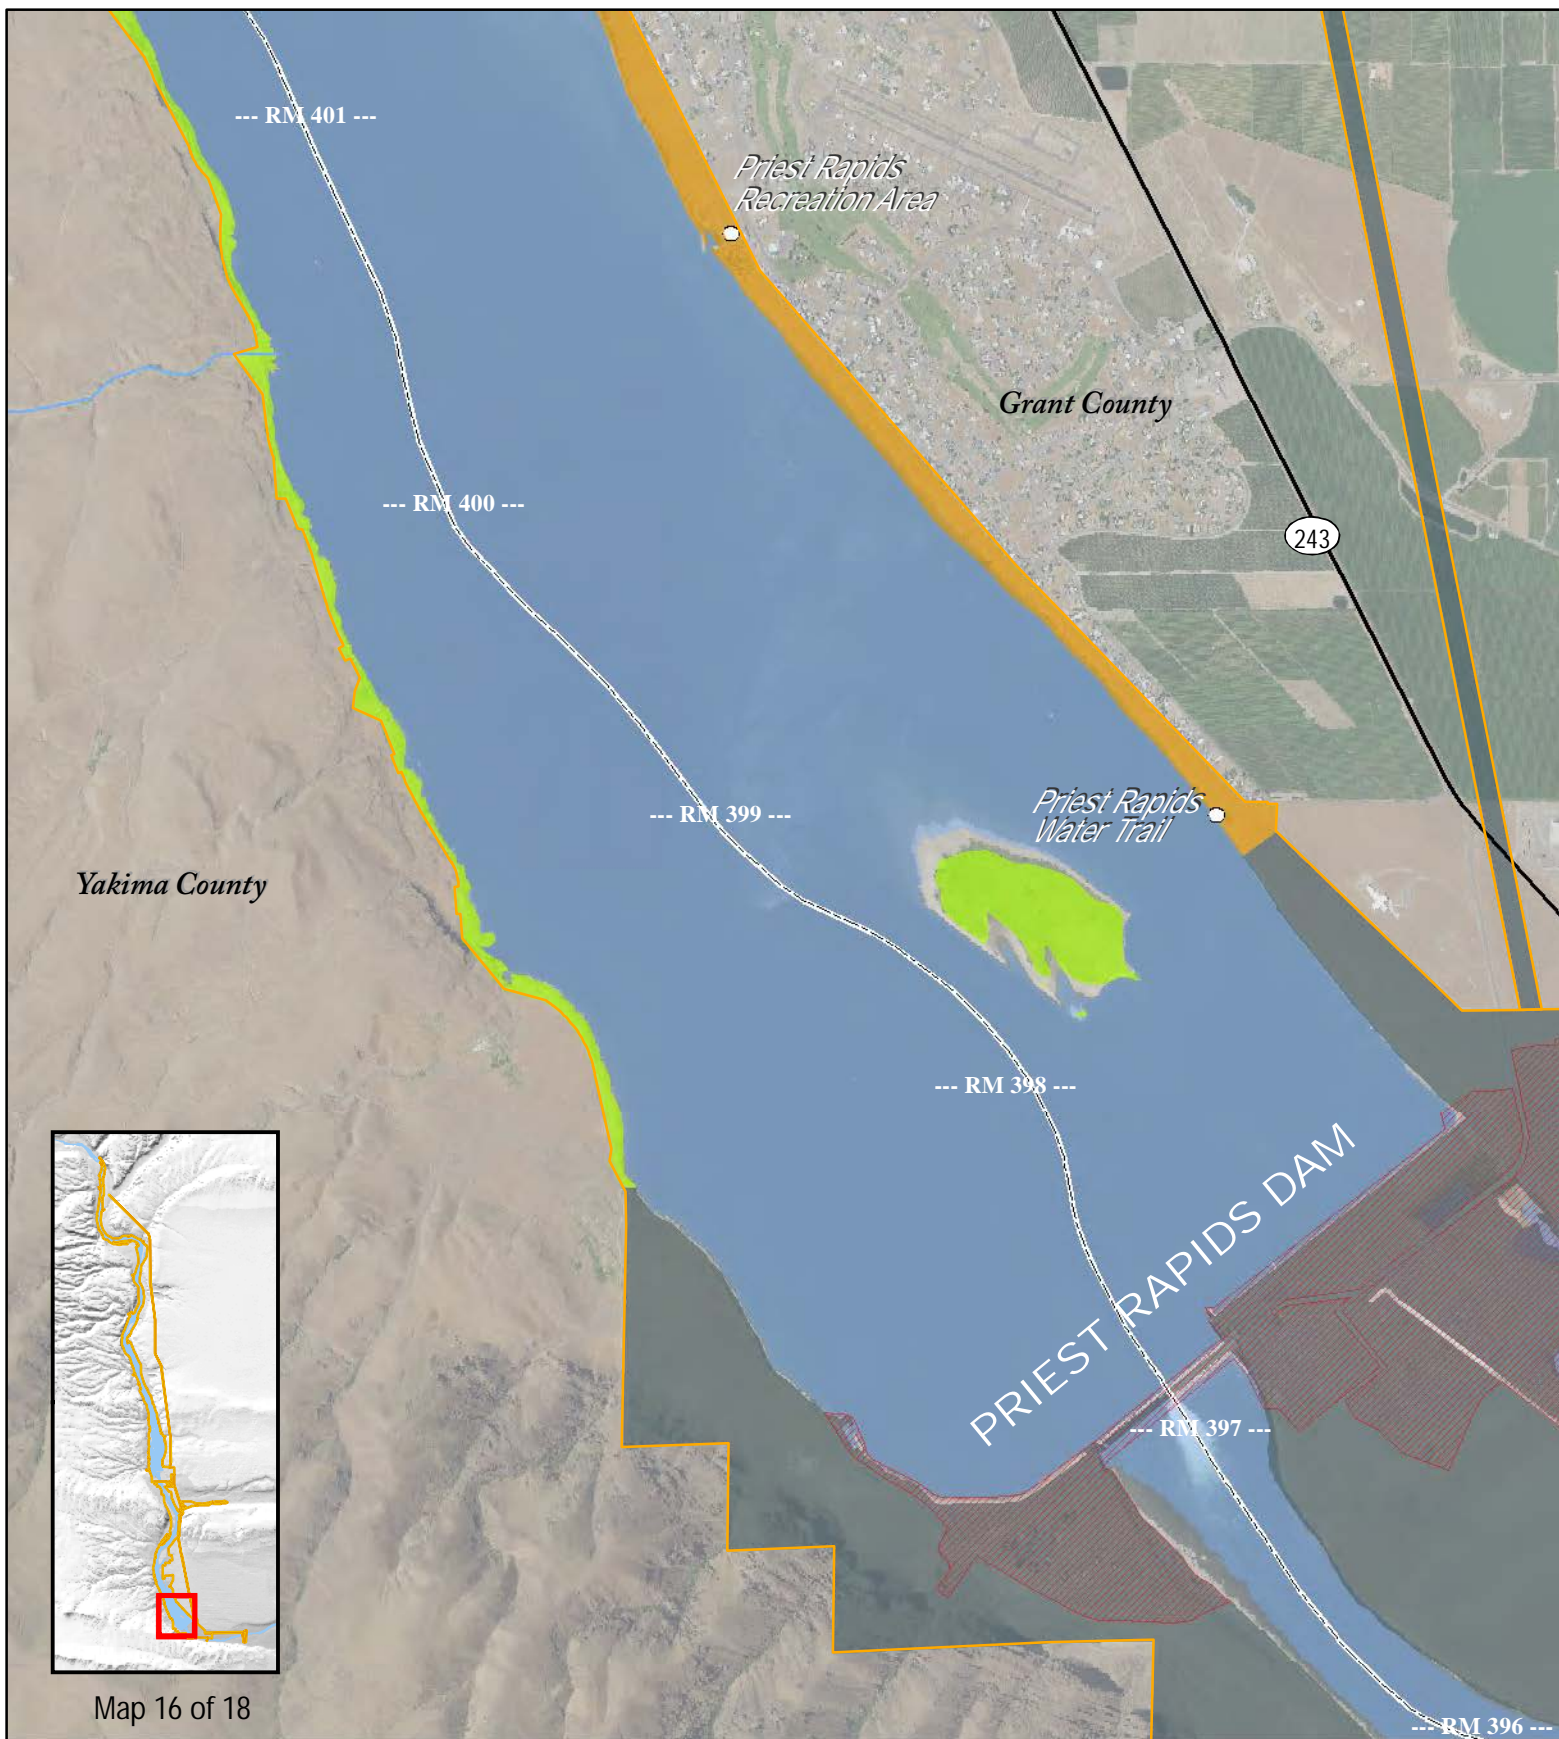 --- RM 401 ---
Priest Rapids
Recreation Area
Grant County
--- RM 400 ---
243
Priest Rapids
Water Trail
--- RM 399 ---
Yakima County
--- RM 398 ---
PRIEST RAPIDS DAM
--- RM 397 ---
Map 16 of 18
--- RM 396 ---